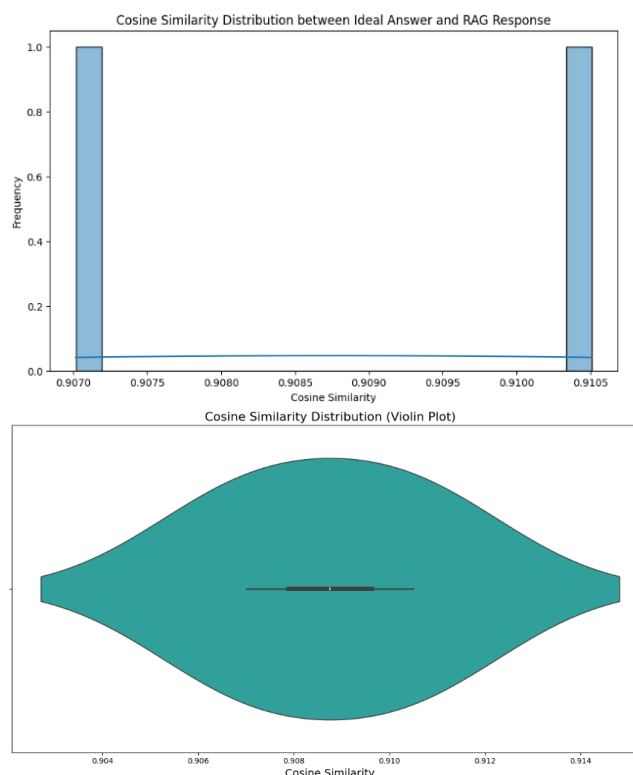 Cosine Similarity Distribution between Ideal Answer and RAG Response
1.0
0.8
0.6
0.4
0.2
0.0
Frequency
0.9070 0.9075 0.9080 0.9085 0.9090 0.9095 0.9100 0.9105
Cosine Similarity
Cosine Similarity Distribution (Violin Plot)
0.904 0.906 0.908 0.910 0.912 0.914
Cosine Similarity